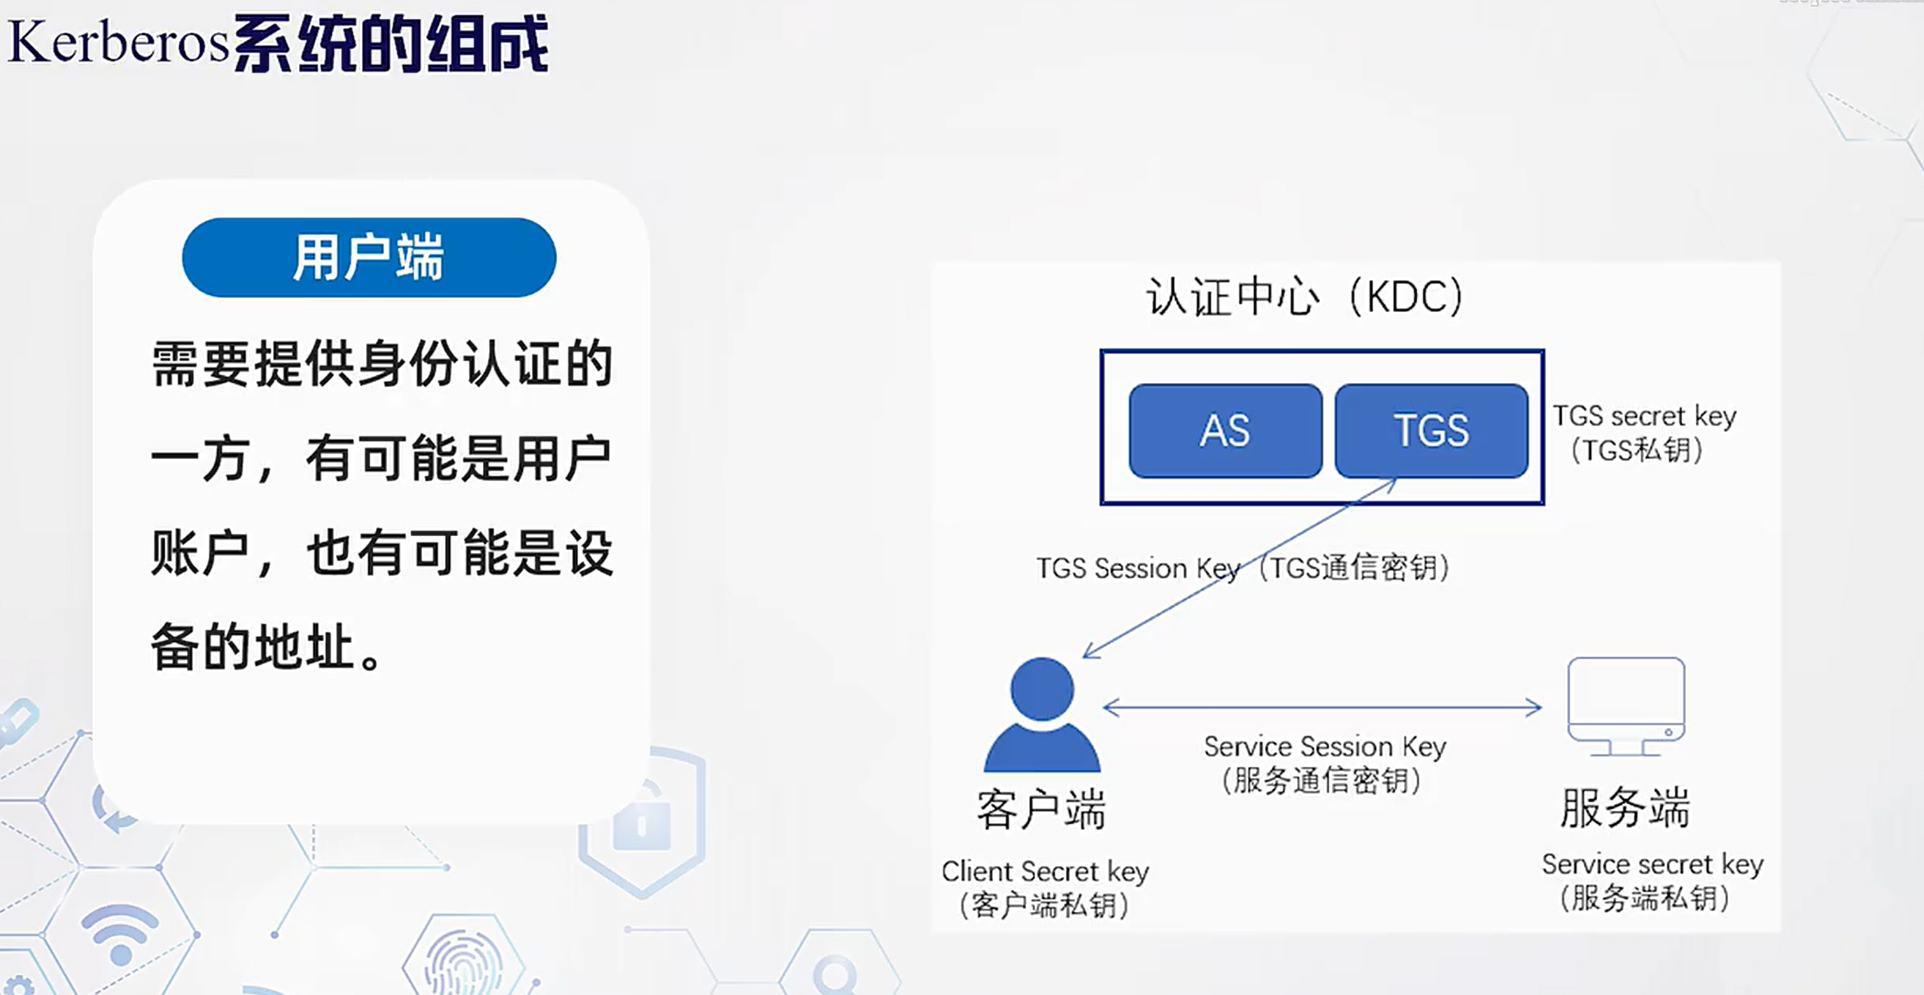 Kerberos系统的组成
用户端
需要提供身份认证的
一方，有可能是用户
账户，也有可能是设
备的地址。
认证中心（KDC）
AS
TGS
TGS secret key
（TGS私钥）
TGS Session Key（TGS通信密钥）
Service Session Key
（服务通信密钥）
客户端
Client Secret key
（客户端私钥）
服务端
Service secret key
（服务端私钥）